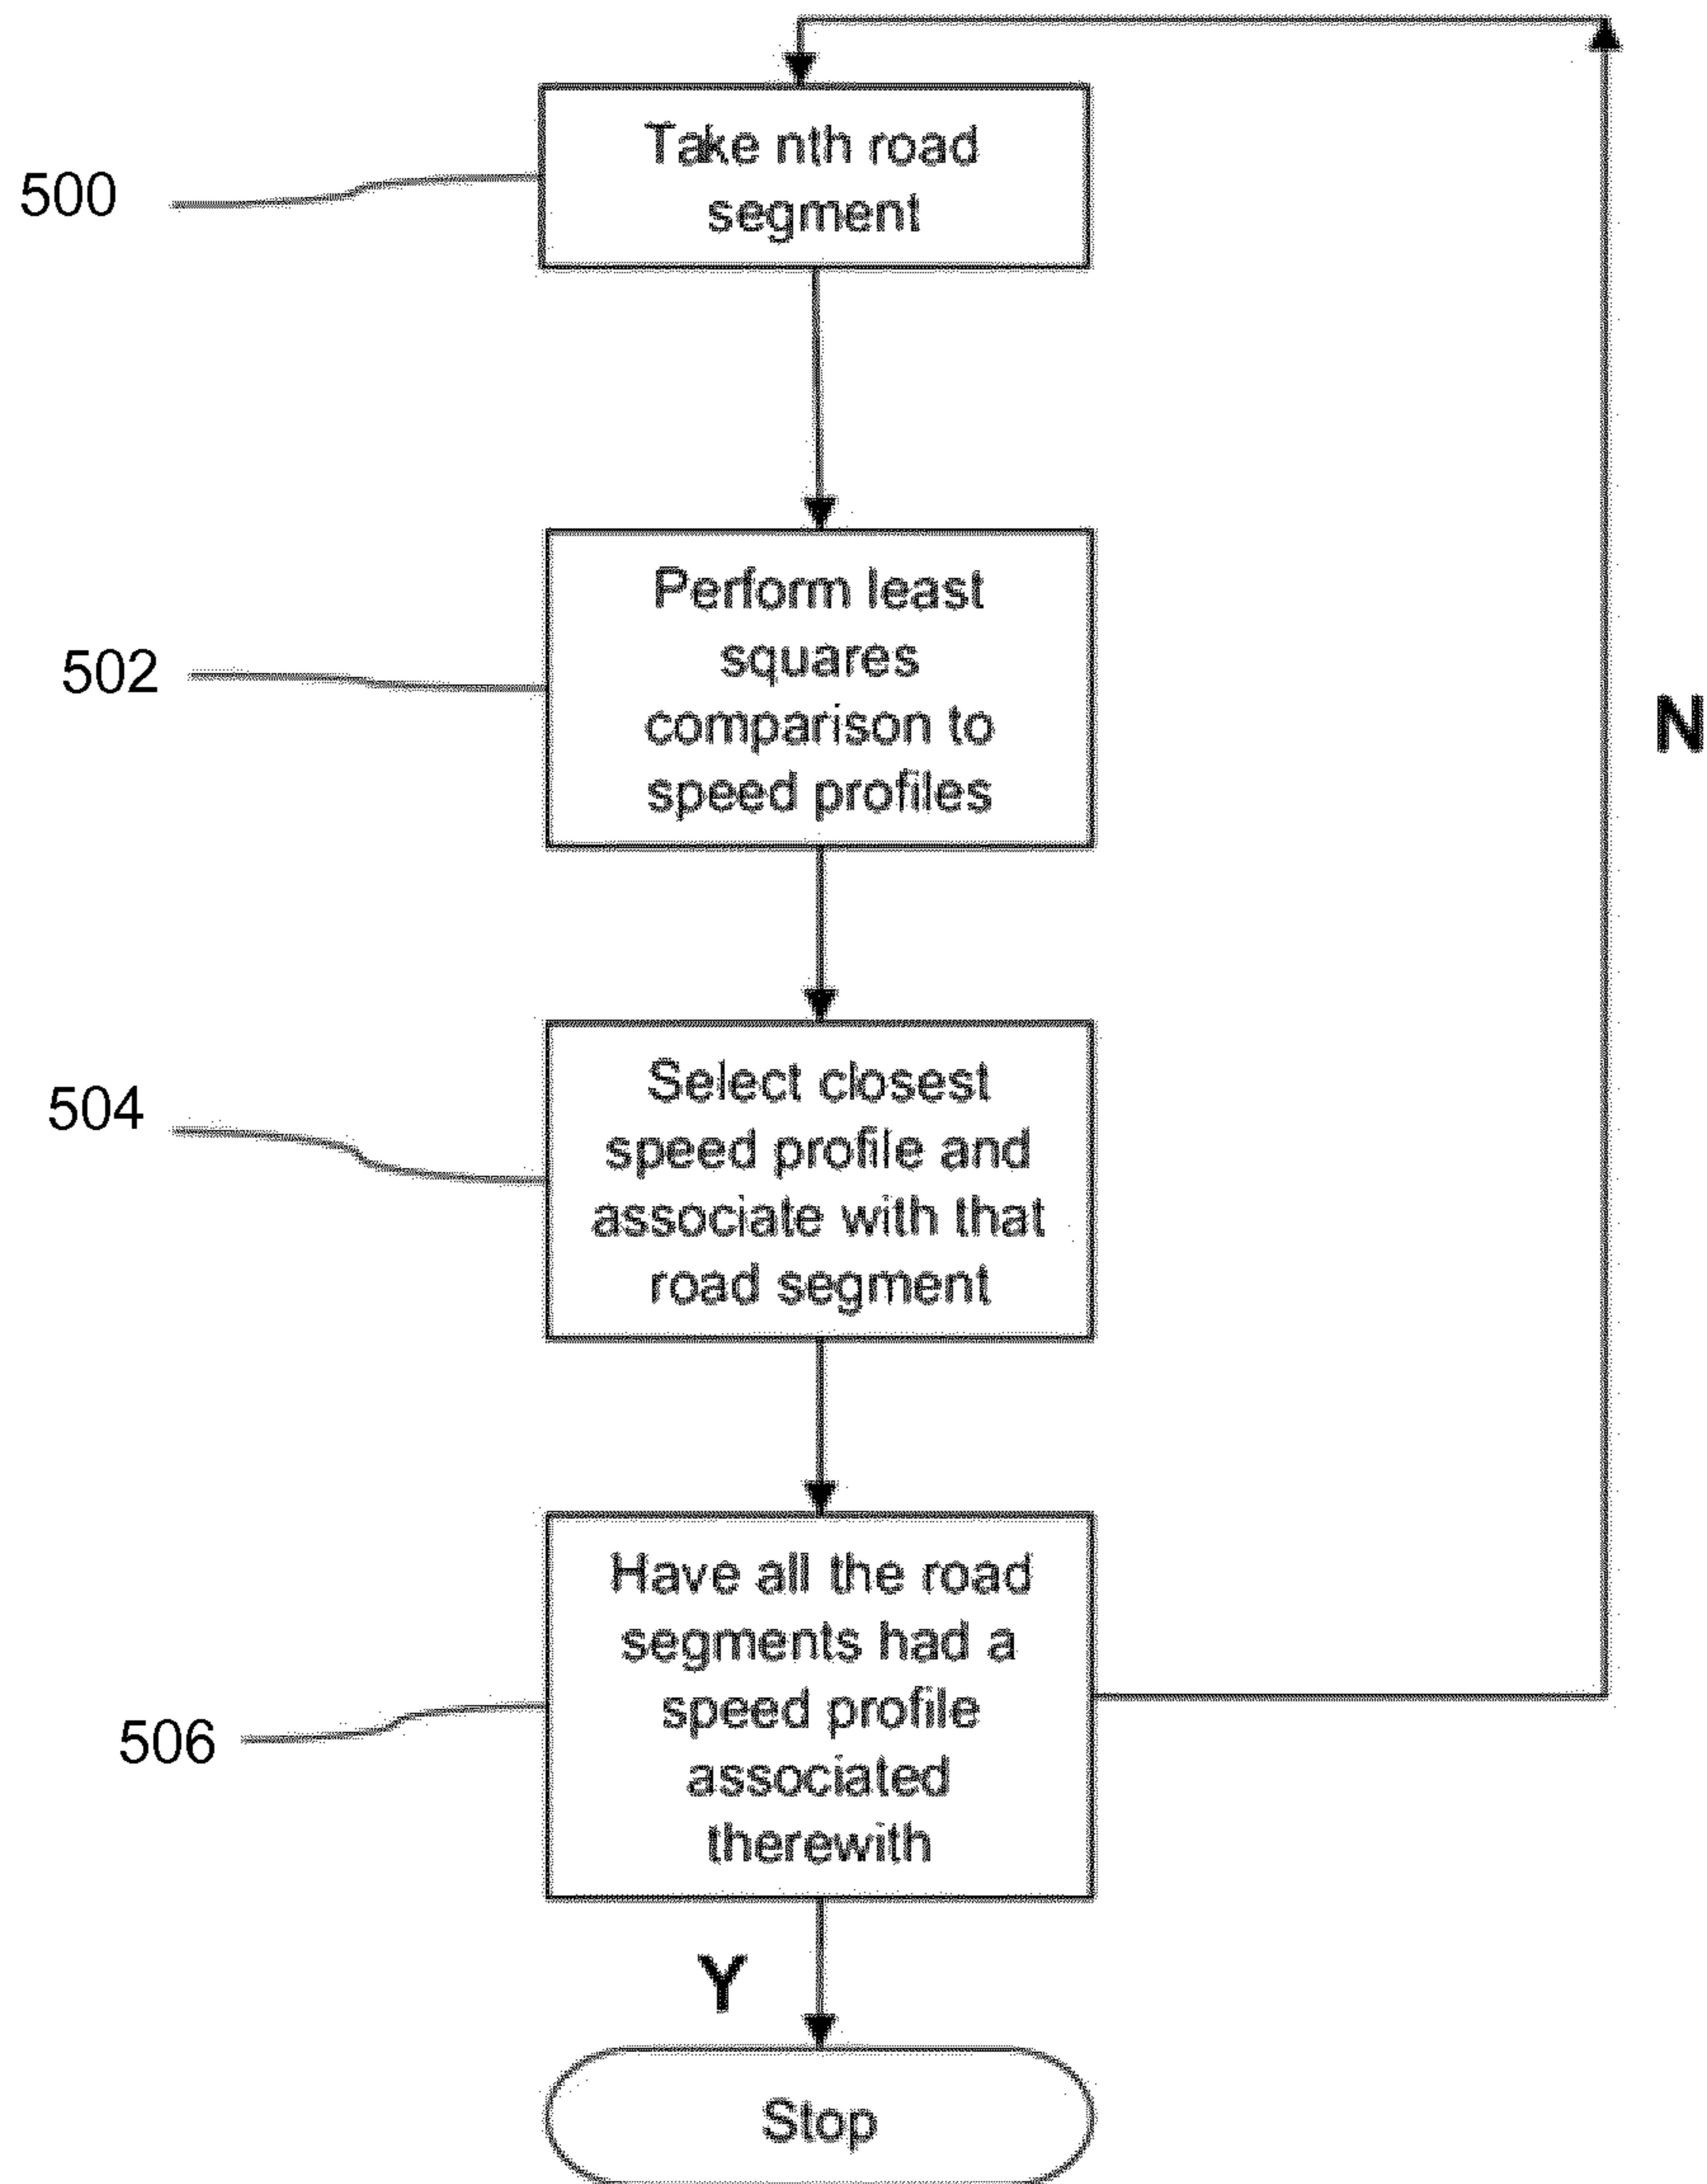 Take nth road
segment
500
Perform least
squares
comparison to
speed profiles
502
N
Select closest
speed profile and
associate with that
road segment
504
Have all the road
segments had a
speed profile
associated
therewith
506
Y
Stop